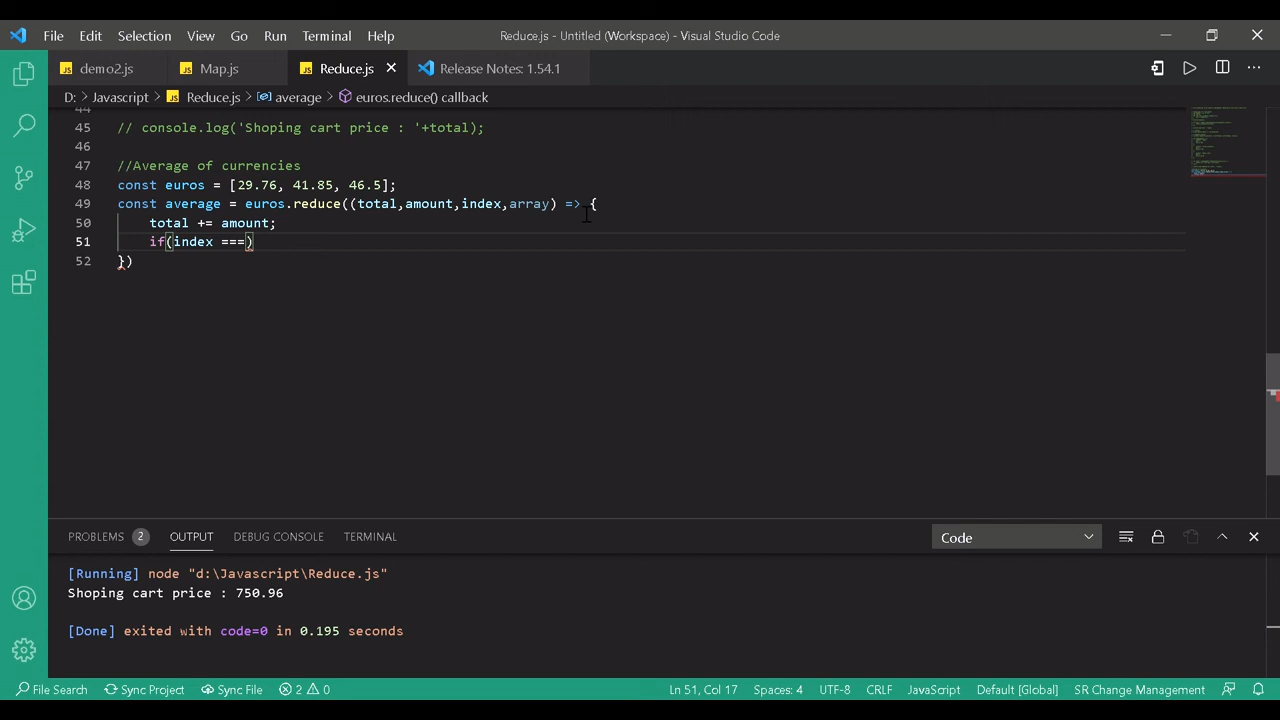 File Edit Selection View Go Run Terminal Help Reduce.js - Untitled (Workspace) - Visual Studio Code
JS demo2.js JS Map.js JS Reduce.js Release Notes: 1.54.1
D: > Javascript > JS Reduce.js > average > euros.reduce() callback
44
45 // console.log('Shoping cart price : '+total);
46
47 //Average of currencies
48 const euros = [29.76, 41.85, 46.5];
49 const average = euros.reduce((total,amount,index,array) => {
50 total += amount;
51 if(index ===)
52 })
PROBLEMS 2 OUTPUT DEBUG CONSOLE TERMINAL Code
[Running] node "d:\Javascript\Reduce.js"
Shoping cart price : 750.96
[Done] exited with code=0 in 0.195 seconds
File Search Sync Project Sync File 2 0 Ln 51, Col 17 Spaces: 4 UTF-8 CRLF JavaScript Default [Global] SR Change Management